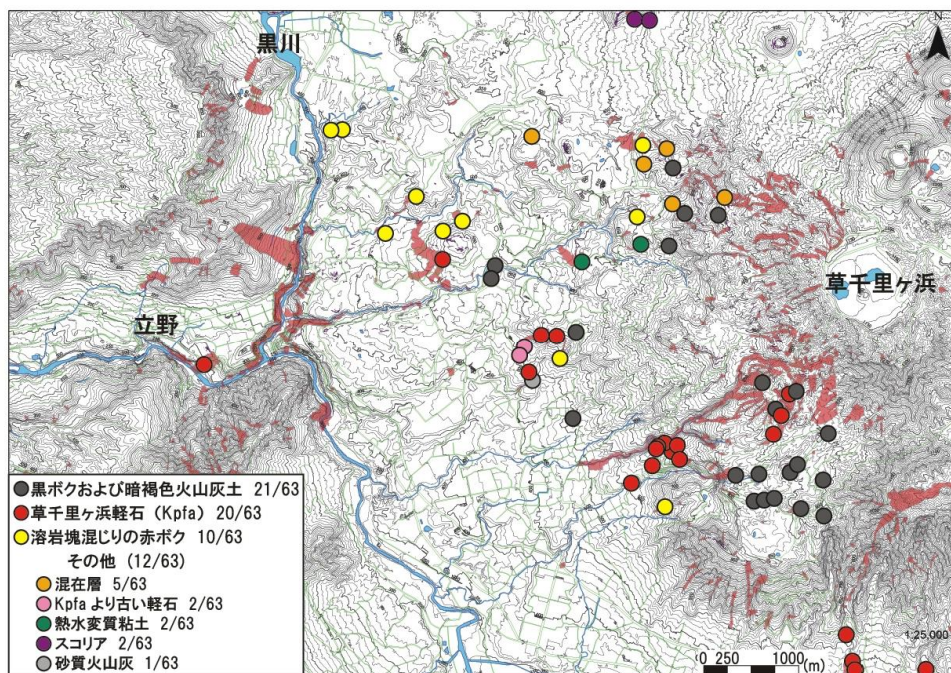 黒川
N
草千里ヶ浜
立野
●黒ボクおよび暗褐色火山灰土 21/63
●草千里ヶ浜軽石（Kpfa） 20/63
●溶岩塊混じりの赤ボク 10/63
その他 (12/63)
●混在層 5/63
●Kpfaより古い軽石 2/63
●熱水変質粘土 2/63
●スコリア 2/63
●砂質火山灰 1/63
1:25,000
0 250 1000(m)